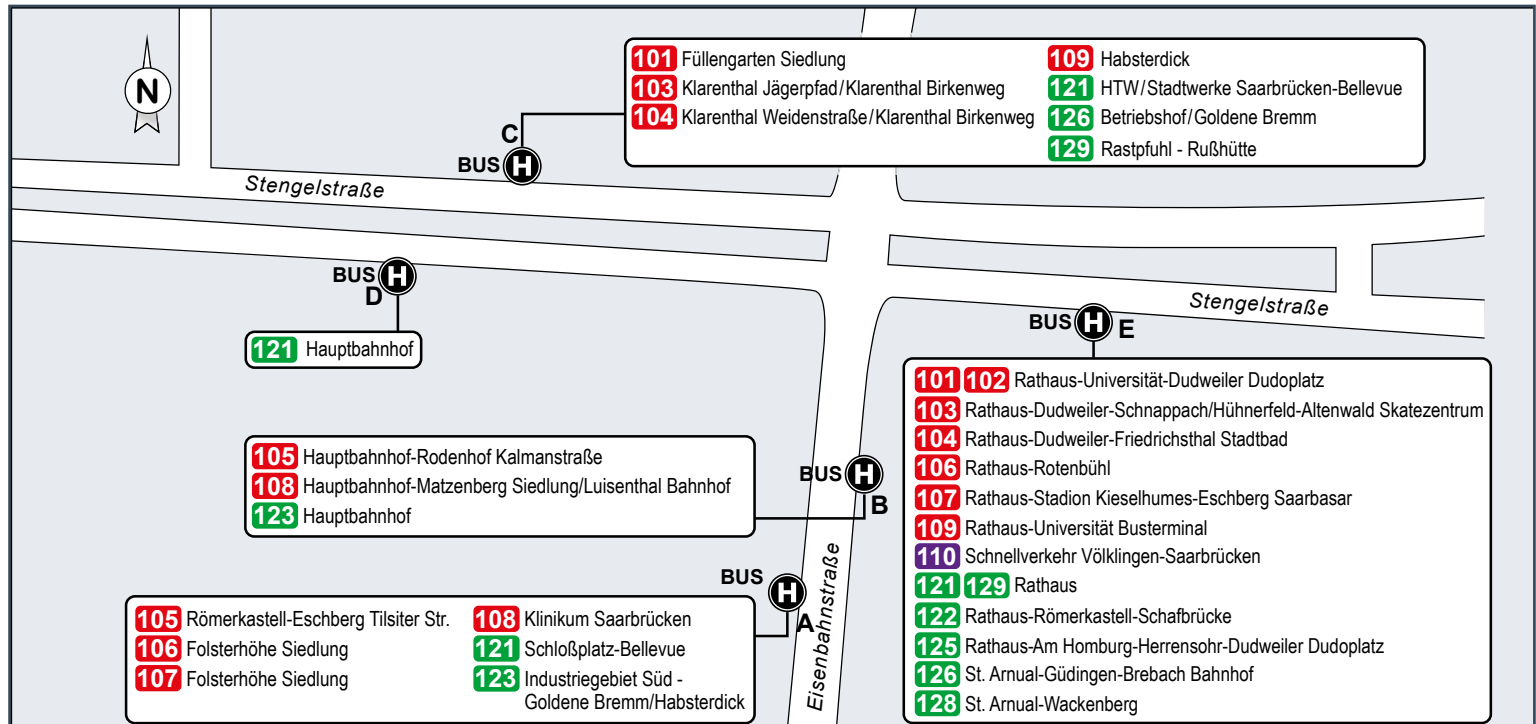 N
C
BUS H
101 Füllengarten Siedlung
103 Klarenthal Jägerpfad/Klarenthal Birkenweg
104 Klarenthal Weidenstraße/Klarenthal Birkenweg
109 Habsterdick
121 HTW/Stadtwerke Saarbrücken-Bellevue
126 Betriebshof/Goldene Bremm
129 Rastpfuhl - Rußhütte
Stengelstraße
BUS H
D
121 Hauptbahnhof
Stengelstraße
BUS H E
101 102 Rathaus-Universität-Dudweiler Dudoplatz
103 Rathaus-Dudweiler-Schnappach/Hühnerfeld-Altenwald Skatezentrum
104 Rathaus-Dudweiler-Friedrichsthal Stadtbad
106 Rathaus-Rotenbühl
107 Rathaus-Stadion Kieselhumes-Eschberg Saarbasar
109 Rathaus-Universität Busterminal
110 Schnellverkehr Völklingen-Saarbrücken
121 129 Rathaus
122 Rathaus-Römerkastell-Schafbrücke
125 Rathaus-Am Homburg-Herrensohr-Dudweiler Dudoplatz
126 St. Arnual-Güdingen-Brebach Bahnhof
128 St. Arnual-Wackenberg
105 Hauptbahnhof-Rodenhof Kalmanstraße
108 Hauptbahnhof-Matzenberg Siedlung/Luisenthal Bahnhof
123 Hauptbahnhof
BUS H
B
Eisenbahnstraße
BUS H
A
105 Römerkastell-Eschberg Tilsiter Str.
106 Folsterhöhe Siedlung
107 Folsterhöhe Siedlung
108 Klinikum Saarbrücken
121 Schloßplatz-Bellevue
123 Industriegebiet Süd -
Goldene Bremm/Habsterdick